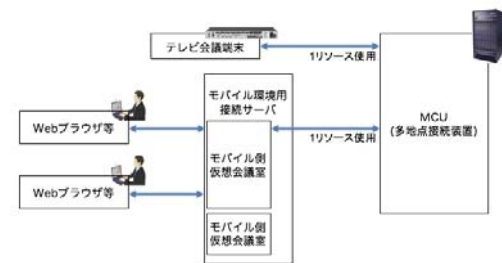 テレビ会議端末
1リソース使用
モバイル環境用
接続サーバ
Webブラウザ等
モバイル側
仮想会議室
1リソース使用
MCU
(多地点接続装置)
Webブラウザ等
モバイル側
仮想会議室